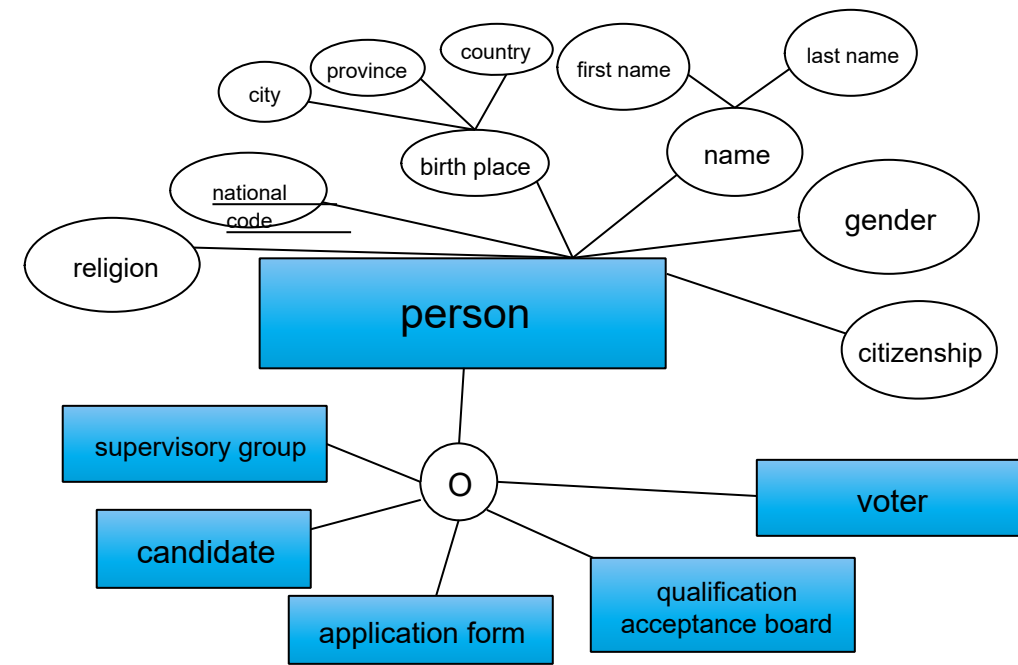 country
last name
province
first name
city
name
birth place
national
code
gender
religion
person
citizenship
supervisory group
O
voter
candidate
qualification
acceptance board
application form